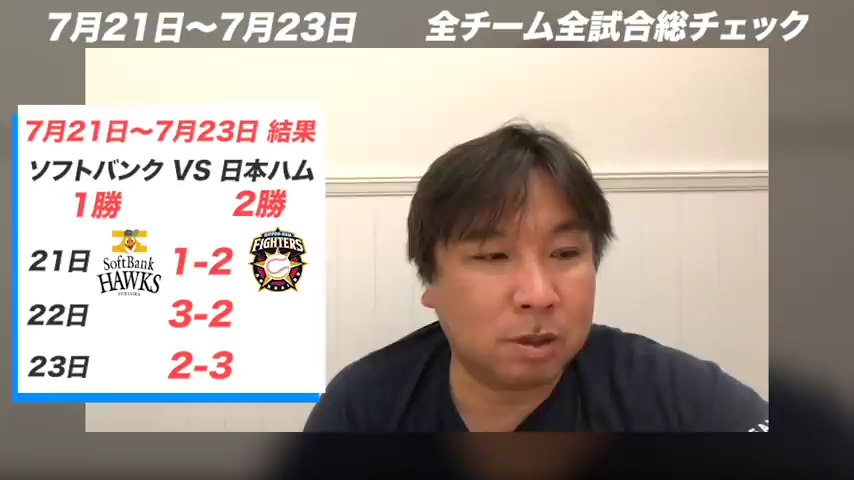 7月21日〜7月23日 全チーム全試合総チェック
7月21日〜7月23日 結果
ソフトバンク VS 日本ハム
1勝 2勝
21日 SoftBank HAWKS 1-2 FIGHTERS
22日 3-2
23日 2-3